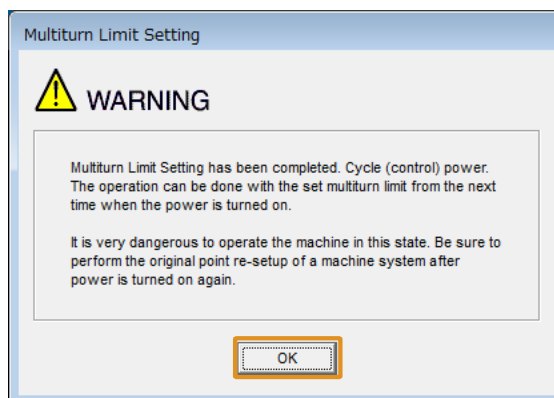 Multiturn Limit Setting
WARNING
Multiturn Limit Setting has been completed. Cycle (control) power.
The operation can be done with the set multiturn limit from the next
time when the power is turned on.
It is very dangerous to operate the machine in this state. Be sure to
perform the original point re-setup of a machine system after
power is turned on again.
OK